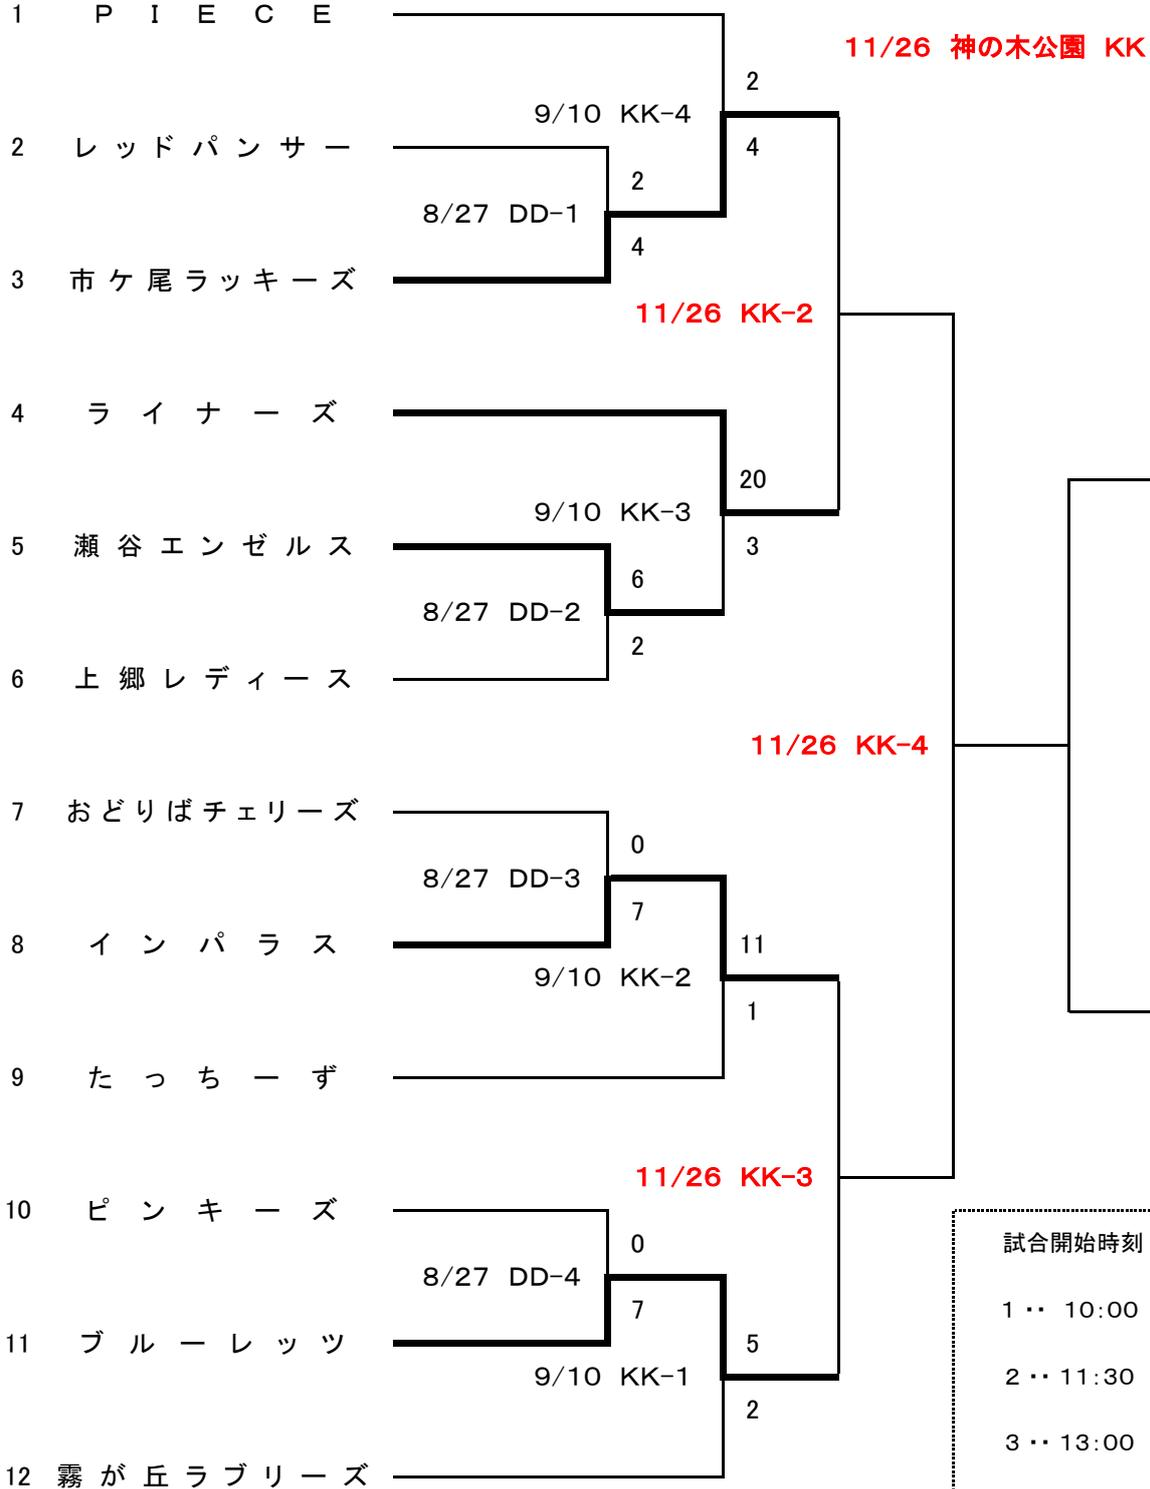 1 P I E C E
11/26 神の木公園 KK
2
9/10 KK-4
2 レッドパンサー
4
2
8/27 DD-1
4
3 市ケ尾ラッキーズ
11/26 KK-2
4 ライナーズ
20
9/10 KK-3
5 瀬谷エンゼルス
3
6
8/27 DD-2
2
6 上郷レディース
11/26 KK-4
7 おどりばチェリーズ
0
8/27 DD-3
7
8 インパラス
11
9/10 KK-2
1
9 たっちーず
11/26 KK-3
10 ピンキーズ
0
試合開始時刻
8/27 DD-4
7
1 ‥ 10:00
11 ブルーレッツ
5
9/10 KK-1
2 ‥ 11:30
2
3 ‥ 13:00
12 霧が丘ラブリーズ